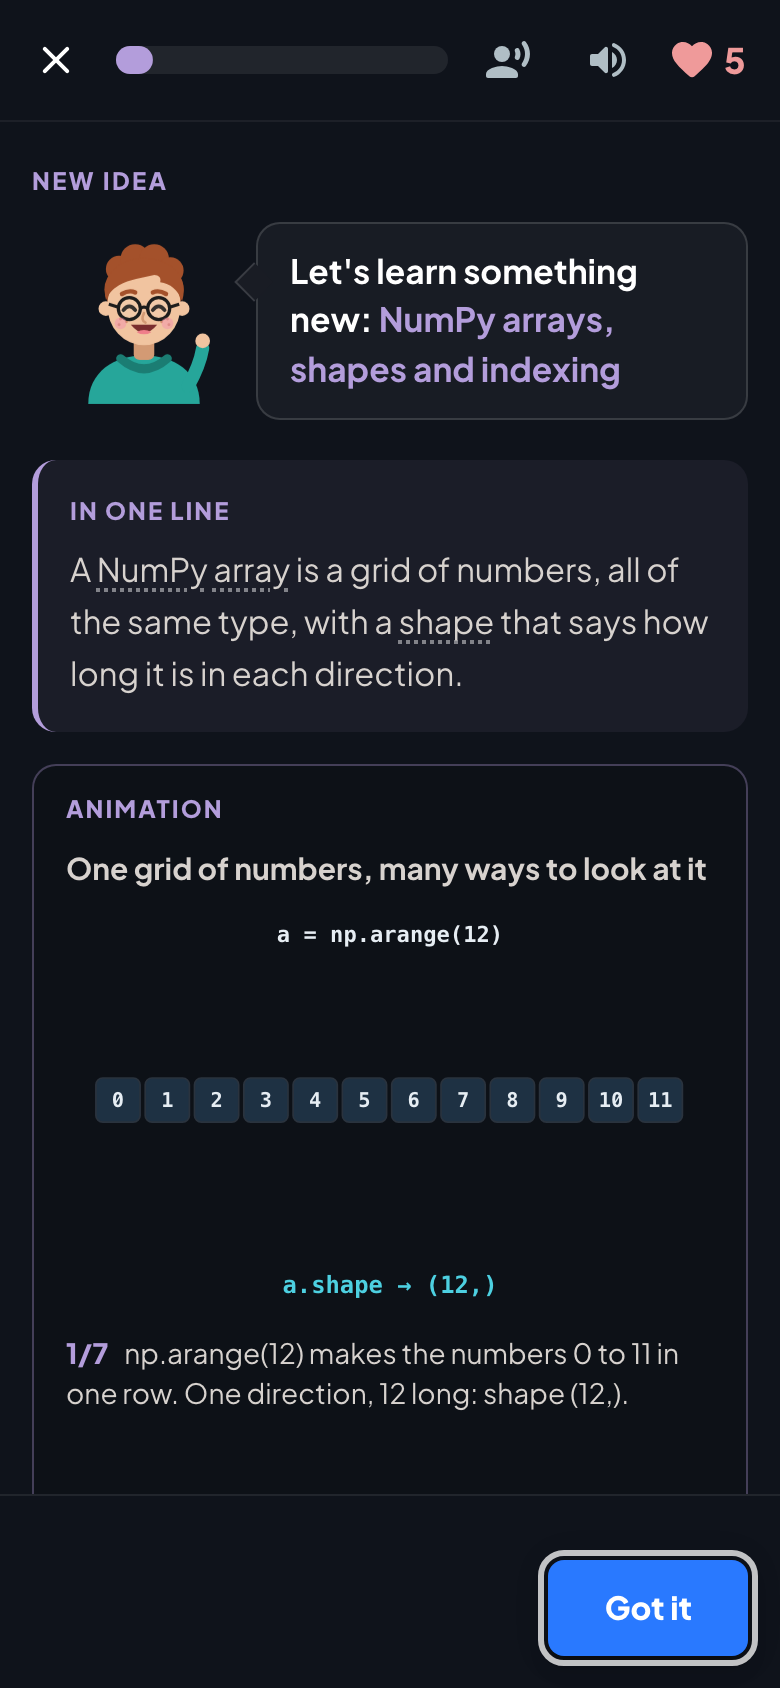 5
NEW IDEA
Let's learn something
new: NumPy arrays,
shapes and indexing
IN ONE LINE
A NumPy array is a grid of numbers, all of
the same type, with a shape that says how
long it is in each direction.
ANIMATION
One grid of numbers, many ways to look at it
a = np.arange(12)
0 1 2 3 4 5 6 7 8 9 10 11
a.shape → (12,)
1/7 np.arange(12) makes the numbers 0 to 11 in
one row. One direction, 12 long: shape (12,).
Got it